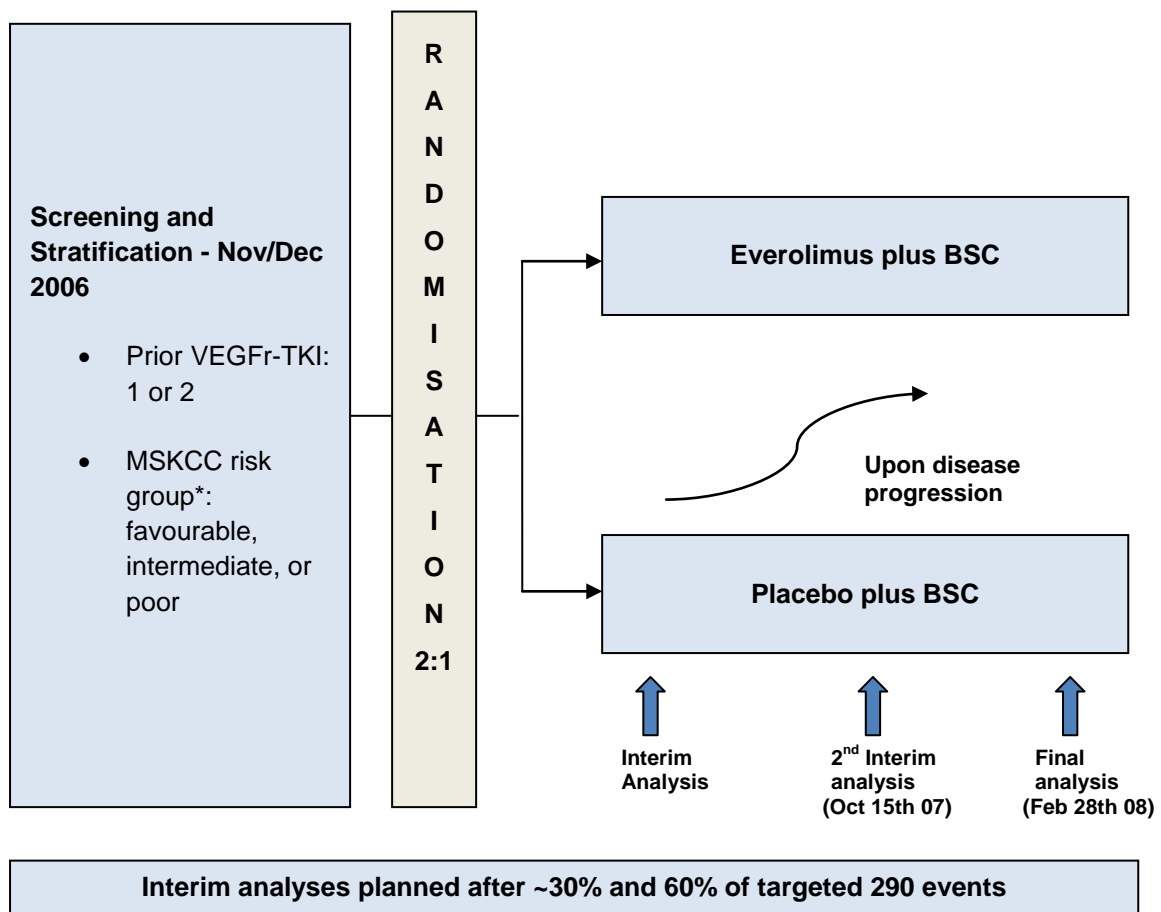 Screening and
Stratification - Nov/Dec
2006
• Prior VEGFr-TKI:
1 or 2
• MSKCC risk
group*:
favourable,
intermediate, or
poor
R
A
N
D
O
M
I
S
A
T
I
O
N
2:1
Everolimus plus BSC
Upon disease
progression
Placebo plus BSC
Interim
Analysis
2nd Interim
analysis
(Oct 15th 07)
Final
analysis
(Feb 28th 08)
Interim analyses planned after ~30% and 60% of targeted 290 events